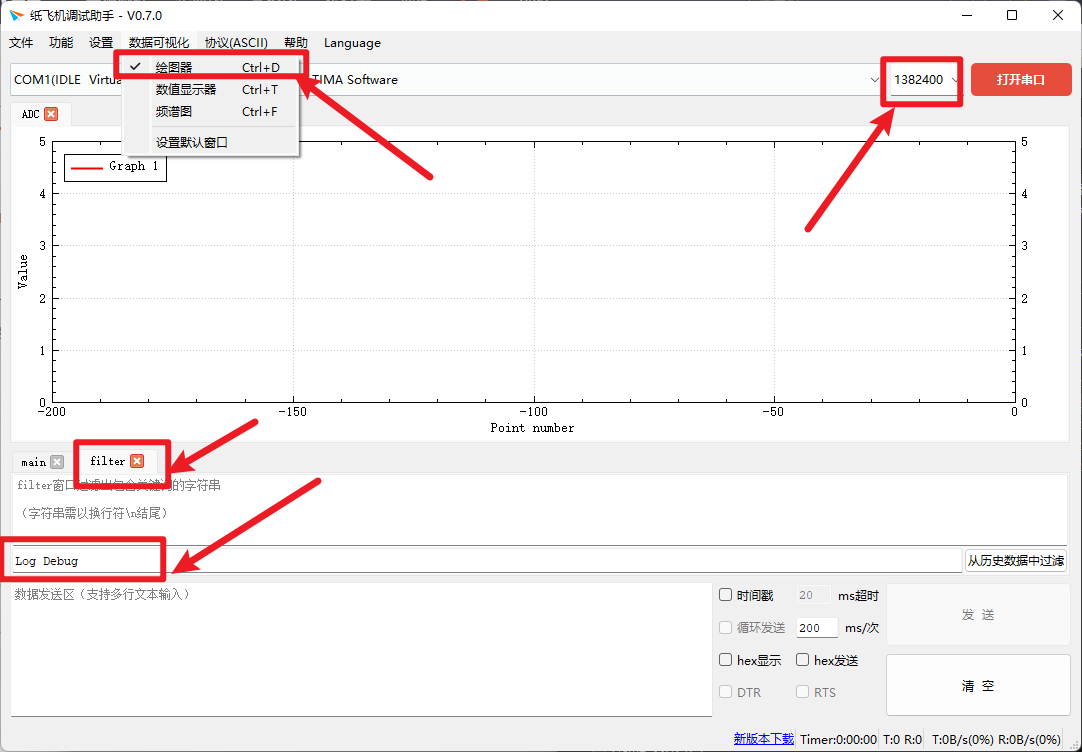 纸飞机调试助手 - V0.7.0
文件 功能 设置 数据可视化 协议(ASCII) 帮助 Language
绘图器 Ctrl+D
数值显示器 Ctrl+T
频谱图 Ctrl+F
设置默认窗口
COM1(IDLE Virtua TIMA Software 1382400 打开串口
ADC
Graph 1
5
4
3
2
1
0
Value
5
4
3
2
1
0
-200 -150 -100 -50 0
Point number
main filter
filter窗口过滤出包含关键词的字符串
（字符串需以换行符\n结尾）
Log Debug 从历史数据中过滤
数据发送区（支持多行文本输入）
时间戳 20 ms超时
循环发送 200 ms/次
hex显示 hex发送
DTR RTS
发 送
清 空
新版本下载 Timer:0:00:00 T:0 R:0 T:0B/s(0%) R:0B/s(0%)